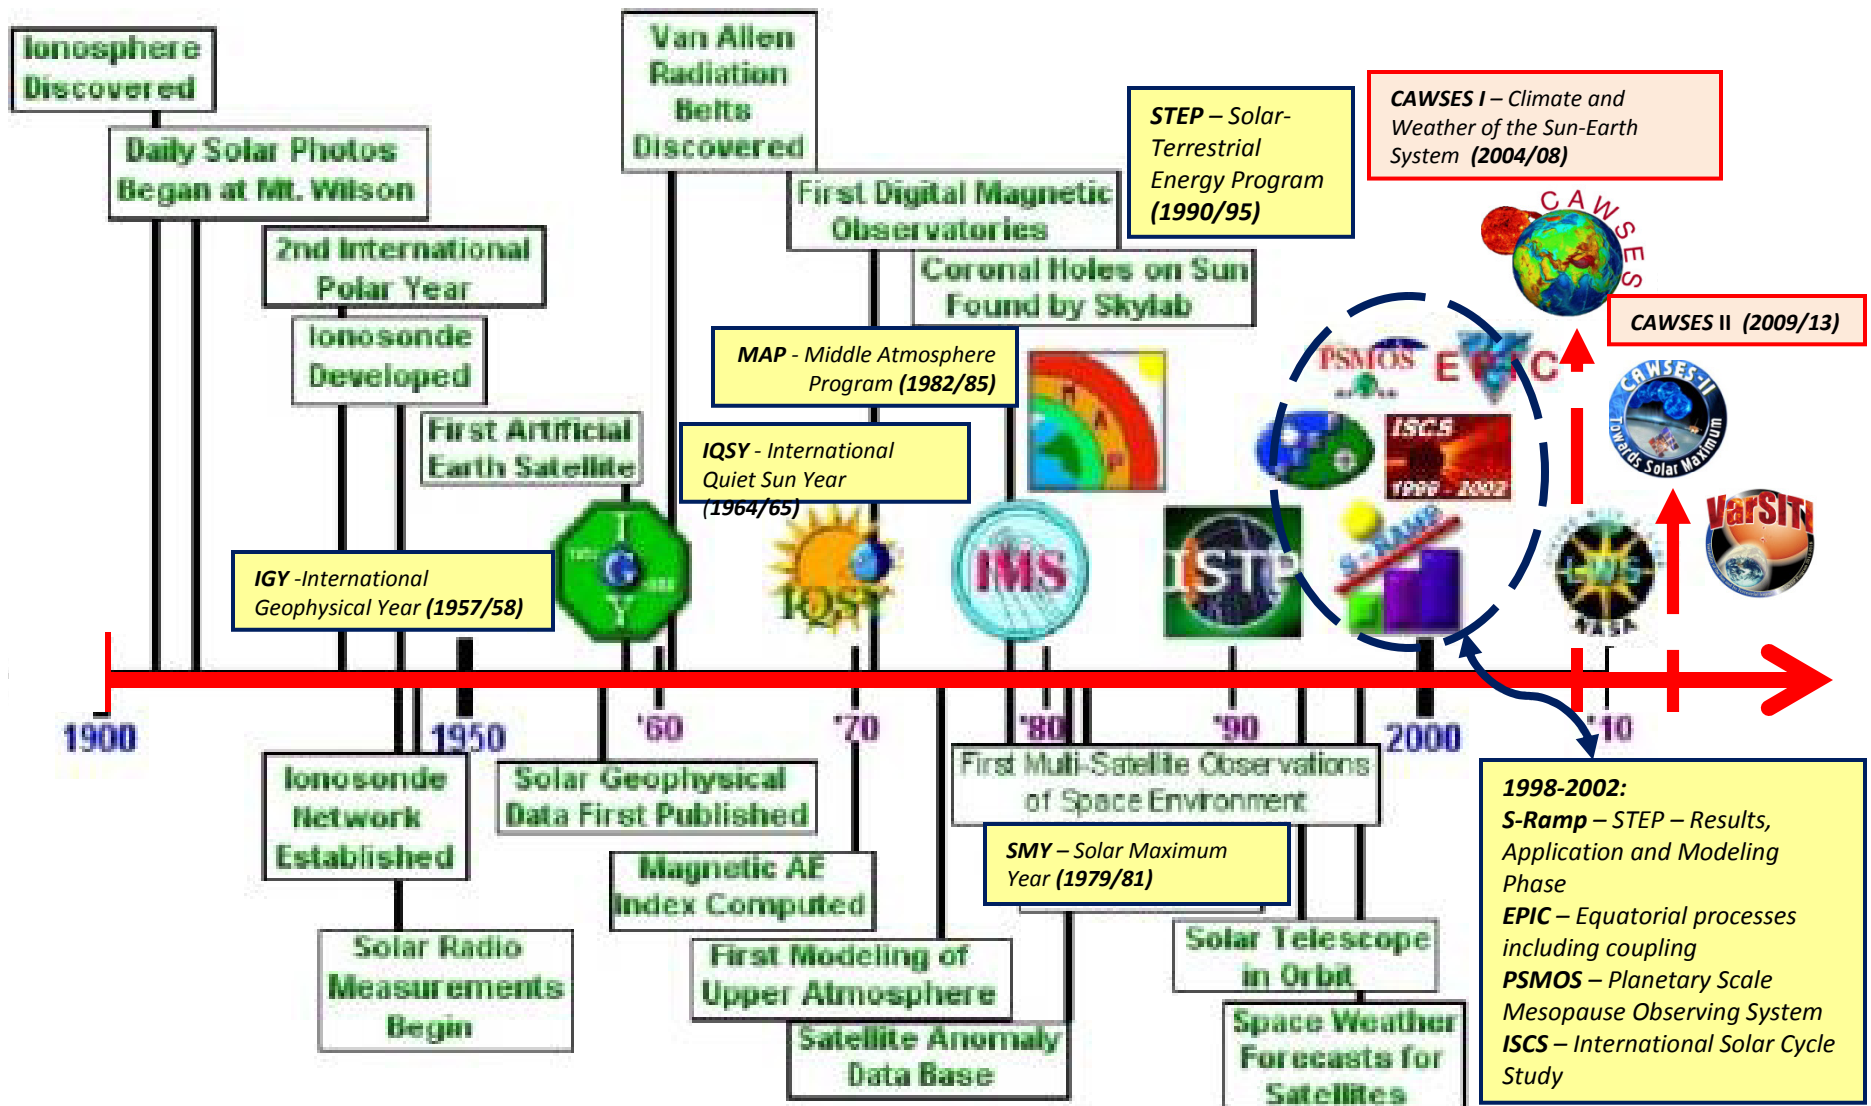 Ionosphere
Discovered
Daily Solar Photos
Began at Mt. Wilson
2nd International
Polar Year
Ionosonde
Developed
First Artificial
Earth Satellite
Van Allen
Radiation
Belts
Discovered
First Digital Magnetic
Observatories
Coronal Holes on Sun
Found by Skylab
STEP – Solar-
Terrestrial
Energy Program
(1990/95)
CAWSES I – Climate and
Weather of the Sun-Earth
System (2004/08)
CAWSES
CAWSES II (2009/13)
MAP - Middle Atmosphere
Program (1982/85)
IQSY - International
Quiet Sun Year
(1964/65)
IGY -International
Geophysical Year (1957/58)
I
G
Y
IQSY
IMS
MAP
ISTP
PSMOS
EPIC
ISCS
1998 - 2002
S-RAMP
CAWSES-II
Towards Solar Maximum
LWS
NASA
VarSITI
1900
1950
'60
'70
'80
'90
2000
'10
Ionosonde
Network
Established
Solar Radio
Measurements
Begin
Solar Geophysical
Data First Published
Magnetic AE
Index Computed
First Modeling of
Upper Atmosphere
Satellite Anomaly
Data Base
First Multi-Satellite Observations
of Space Environment
SMY – Solar Maximum
Year (1979/81)
Solar Telescope
in Orbit
Space Weather
Forecasts for
Satellites
1998-2002:
S-Ramp – STEP – Results,
Application and Modeling
Phase
EPIC – Equatorial processes
including coupling
PSMOS – Planetary Scale
Mesopause Observing System
ISCS – International Solar Cycle
Study